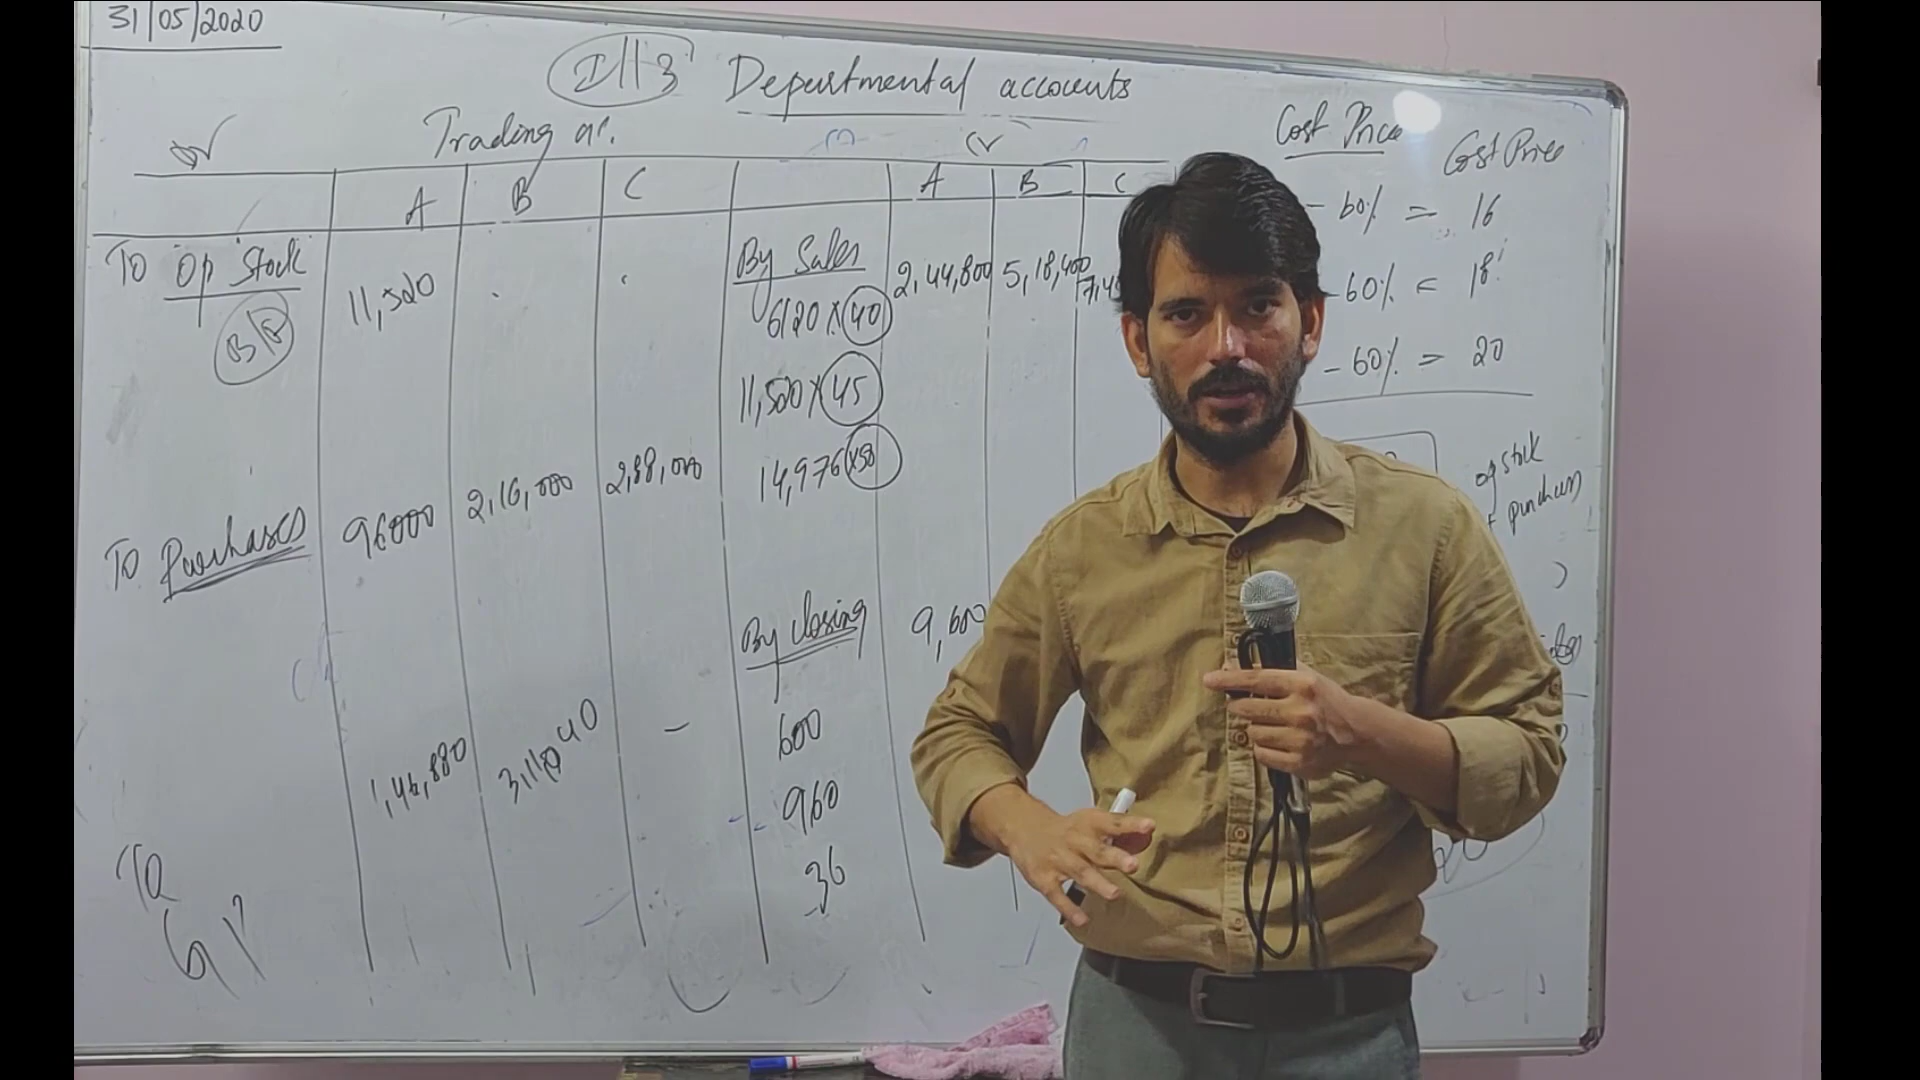 31/05/2020
Ill 3 Departmental accounts
Trading a/c.
Dr
Cr
Cost Price
Cost Price
A B C A B C
- 60% = 16
- 60% = 18
- 60% = 20
To Op Stock 11,520 By Sales 2,44,800 5,18,400
6120 × 40
11,520 × 45
14,976 × 50
op stock
+ purchases
To Purchases 96000 2,16,000 2,88,000
By closing 9,600
600
1,46,880 3,11,040 -
960
36
To
GP